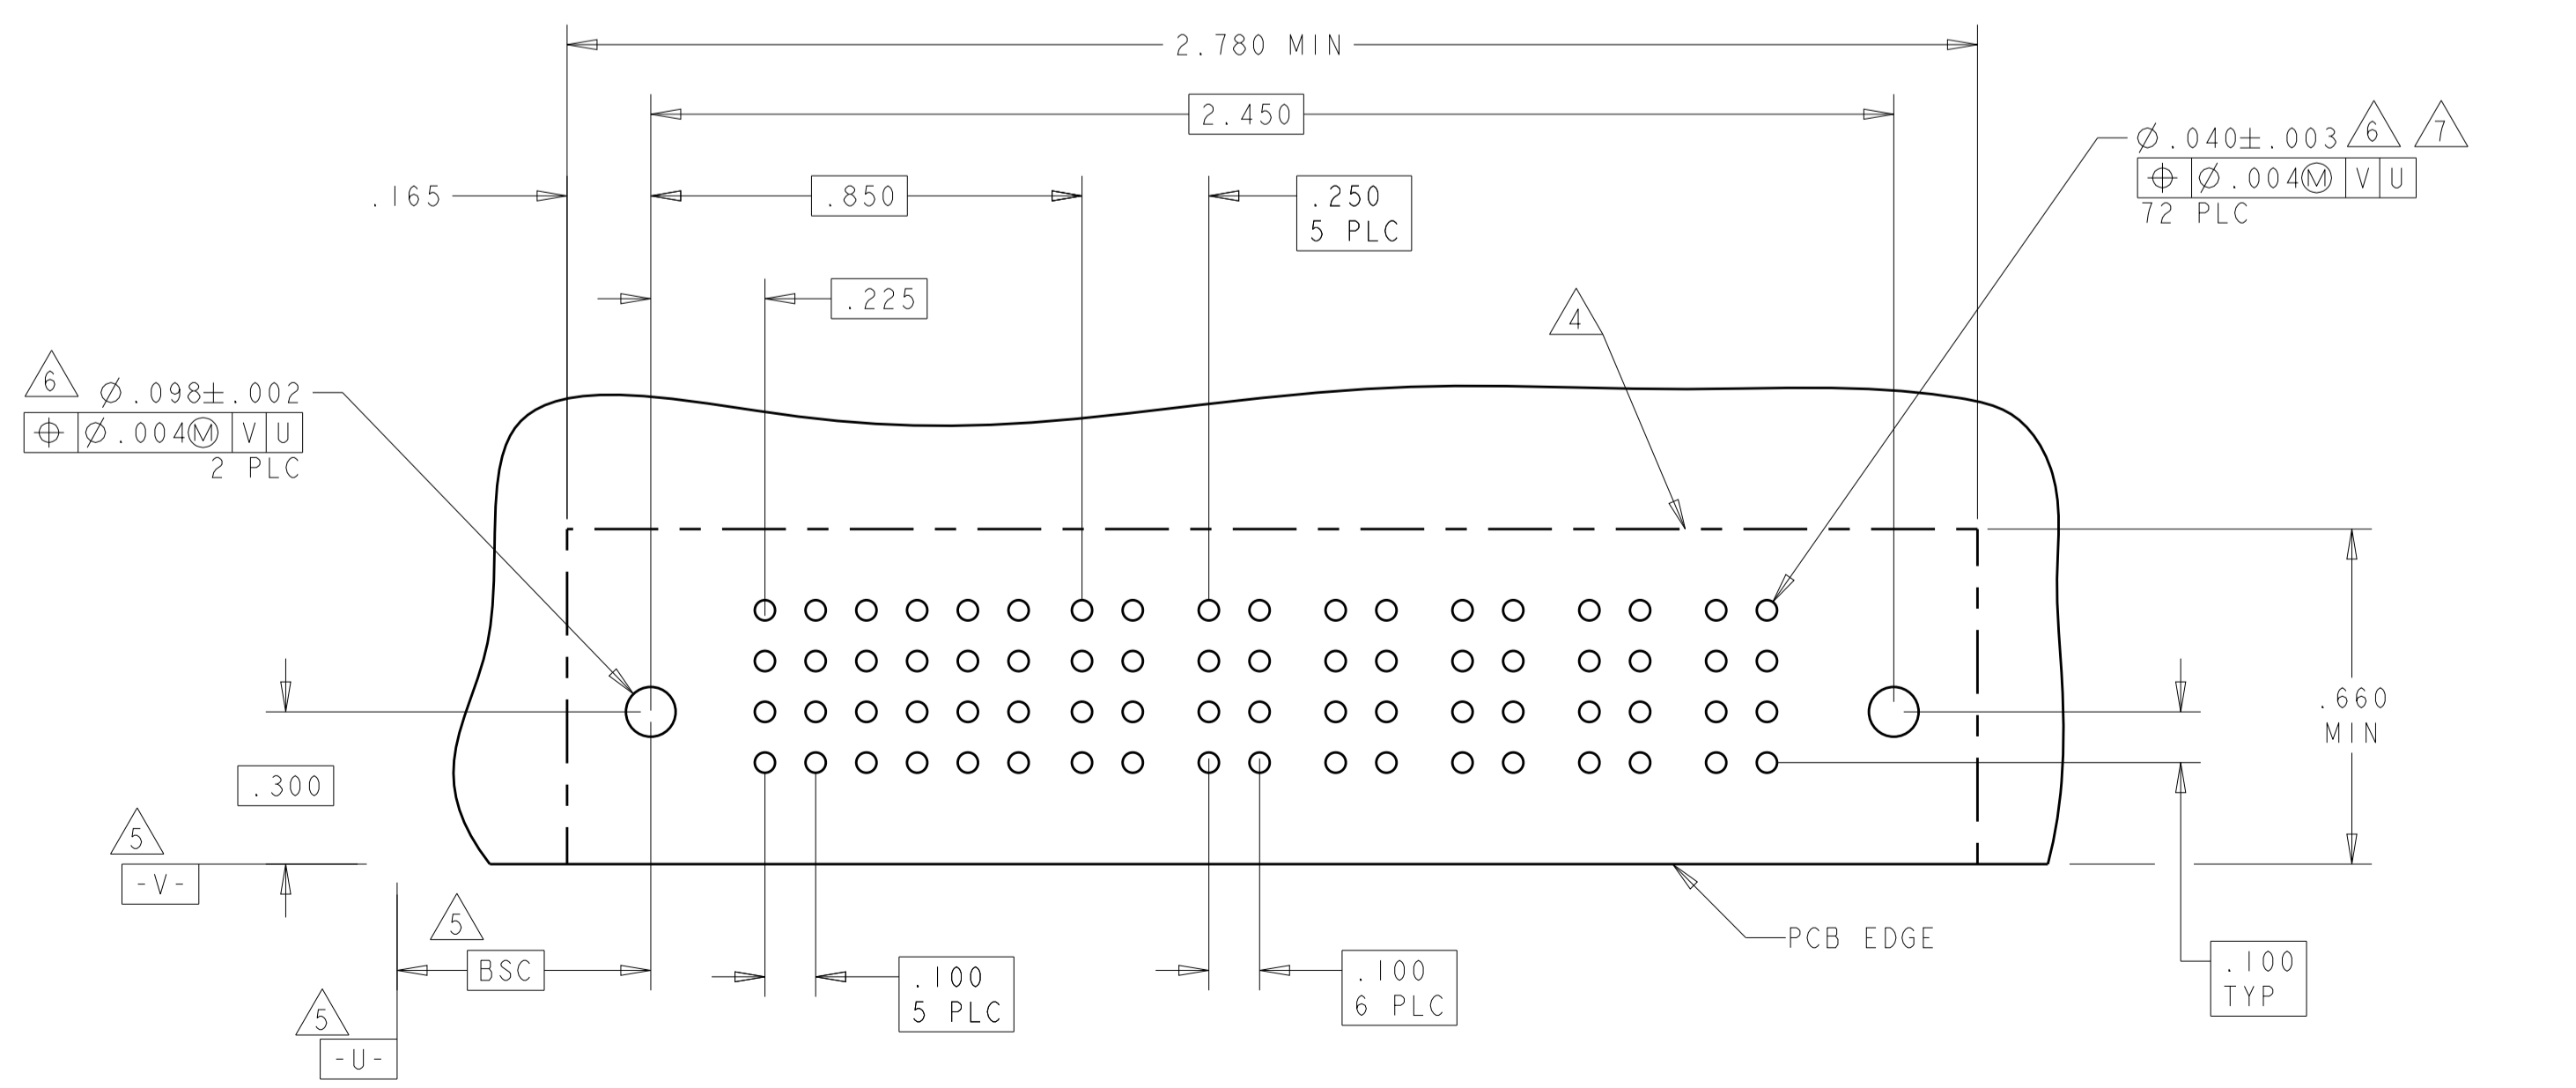 2.780 MIN
2.450
⌀.040±.003 6 7
⌖ ⌀.004Ⓜ V U
72 PLC
.165
.850
.250
5 PLC
.225
4
6 ⌀.098±.002
⌖ ⌀.004Ⓜ V U
2 PLC
.660
MIN
.300
5
-V-
5
BSC
PCB EDGE
.100
5 PLC
.100
6 PLC
.100
TYP
5
-U-